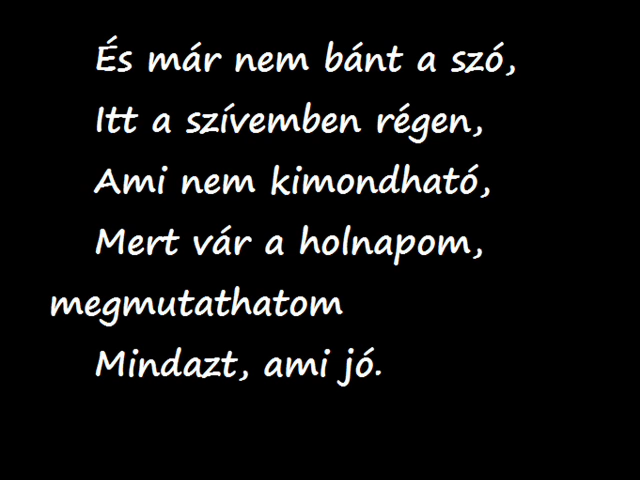 És már nem bánt a szó,
Itt a szívemben régen,
Ami nem kimondható,
Mert vár a holnapom,
megmutathatom
Mindazt, ami jó.